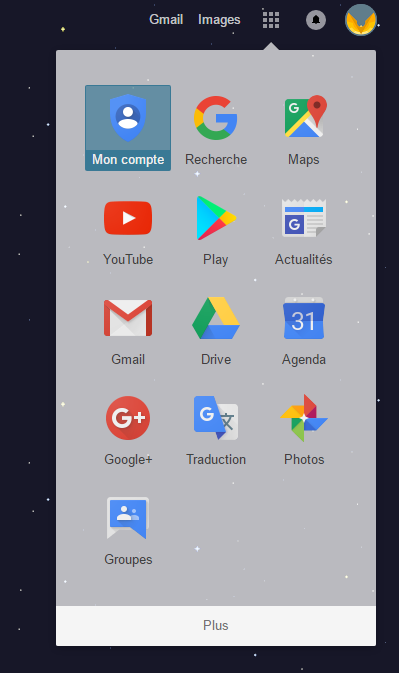 Gmail Images
Mon compte Recherche Maps
YouTube Play Actualités
31
Gmail Drive Agenda
G+
Google+ Traduction Photos
Groupes
Plus